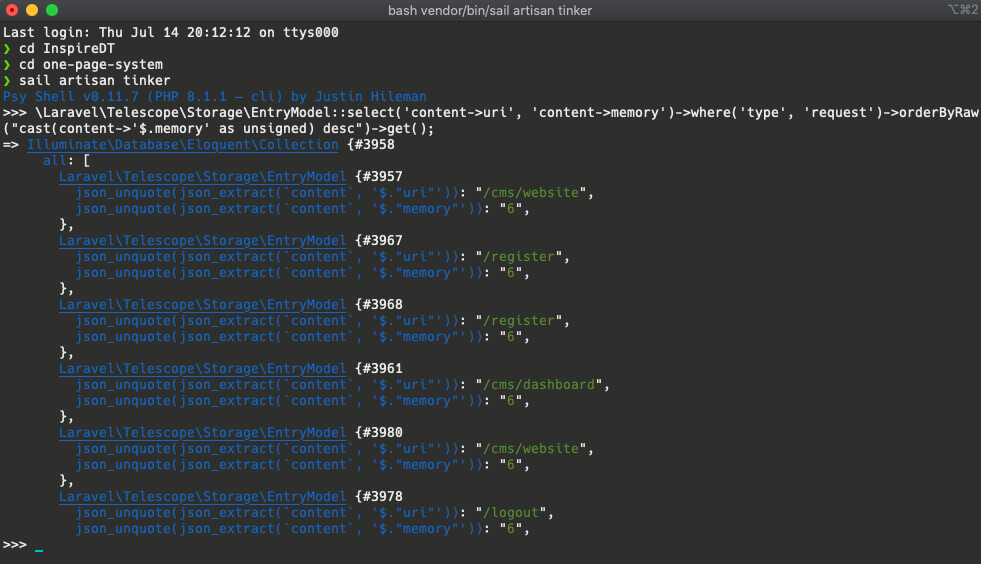 bash vendor/bin/sail artisan tinker
⌥⌘2
Last login: Thu Jul 14 20:12:12 on ttys000
❯ cd InspireDT
❯ cd one-page-system
❯ sail artisan tinker
Psy Shell v0.11.7 (PHP 8.1.1 — cli) by Justin Hileman
>>> \Laravel\Telescope\Storage\EntryModel::select('content->uri', 'content->memory')->where('type', 'request')->orderByRaw
("cast(content->'$.memory' as unsigned) desc")->get();
=> Illuminate\Database\Eloquent\Collection {#3958
     all: [
       Laravel\Telescope\Storage\EntryModel {#3957
         json_unquote(json_extract(`content`, '$."uri"')): "/cms/website",
         json_unquote(json_extract(`content`, '$."memory"')): "6",
       },
       Laravel\Telescope\Storage\EntryModel {#3967
         json_unquote(json_extract(`content`, '$."uri"')): "/register",
         json_unquote(json_extract(`content`, '$."memory"')): "6",
       },
       Laravel\Telescope\Storage\EntryModel {#3968
         json_unquote(json_extract(`content`, '$."uri"')): "/register",
         json_unquote(json_extract(`content`, '$."memory"')): "6",
       },
       Laravel\Telescope\Storage\EntryModel {#3961
         json_unquote(json_extract(`content`, '$."uri"')): "/cms/dashboard",
         json_unquote(json_extract(`content`, '$."memory"')): "6",
       },
       Laravel\Telescope\Storage\EntryModel {#3980
         json_unquote(json_extract(`content`, '$."uri"')): "/cms/website",
         json_unquote(json_extract(`content`, '$."memory"')): "6",
       },
       Laravel\Telescope\Storage\EntryModel {#3978
         json_unquote(json_extract(`content`, '$."uri"')): "/logout",
         json_unquote(json_extract(`content`, '$."memory"')): "6",
>>>